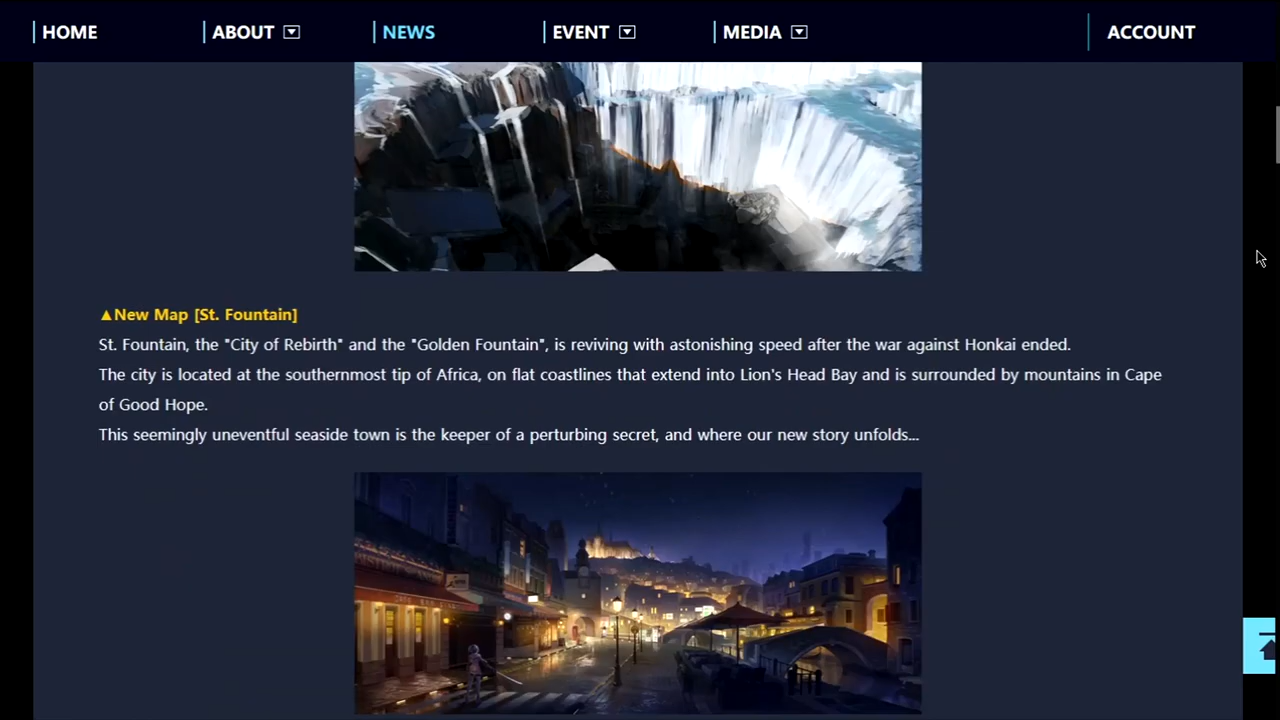 HOME ABOUT NEWS EVENT MEDIA ACCOUNT
▲New Map [St. Fountain]
St. Fountain, the "City of Rebirth" and the "Golden Fountain", is reviving with astonishing speed after the war against Honkai ended.
The city is located at the southernmost tip of Africa, on flat coastlines that extend into Lion's Head Bay and is surrounded by mountains in Cape
of Good Hope.
This seemingly uneventful seaside town is the keeper of a perturbing secret, and where our new story unfolds...